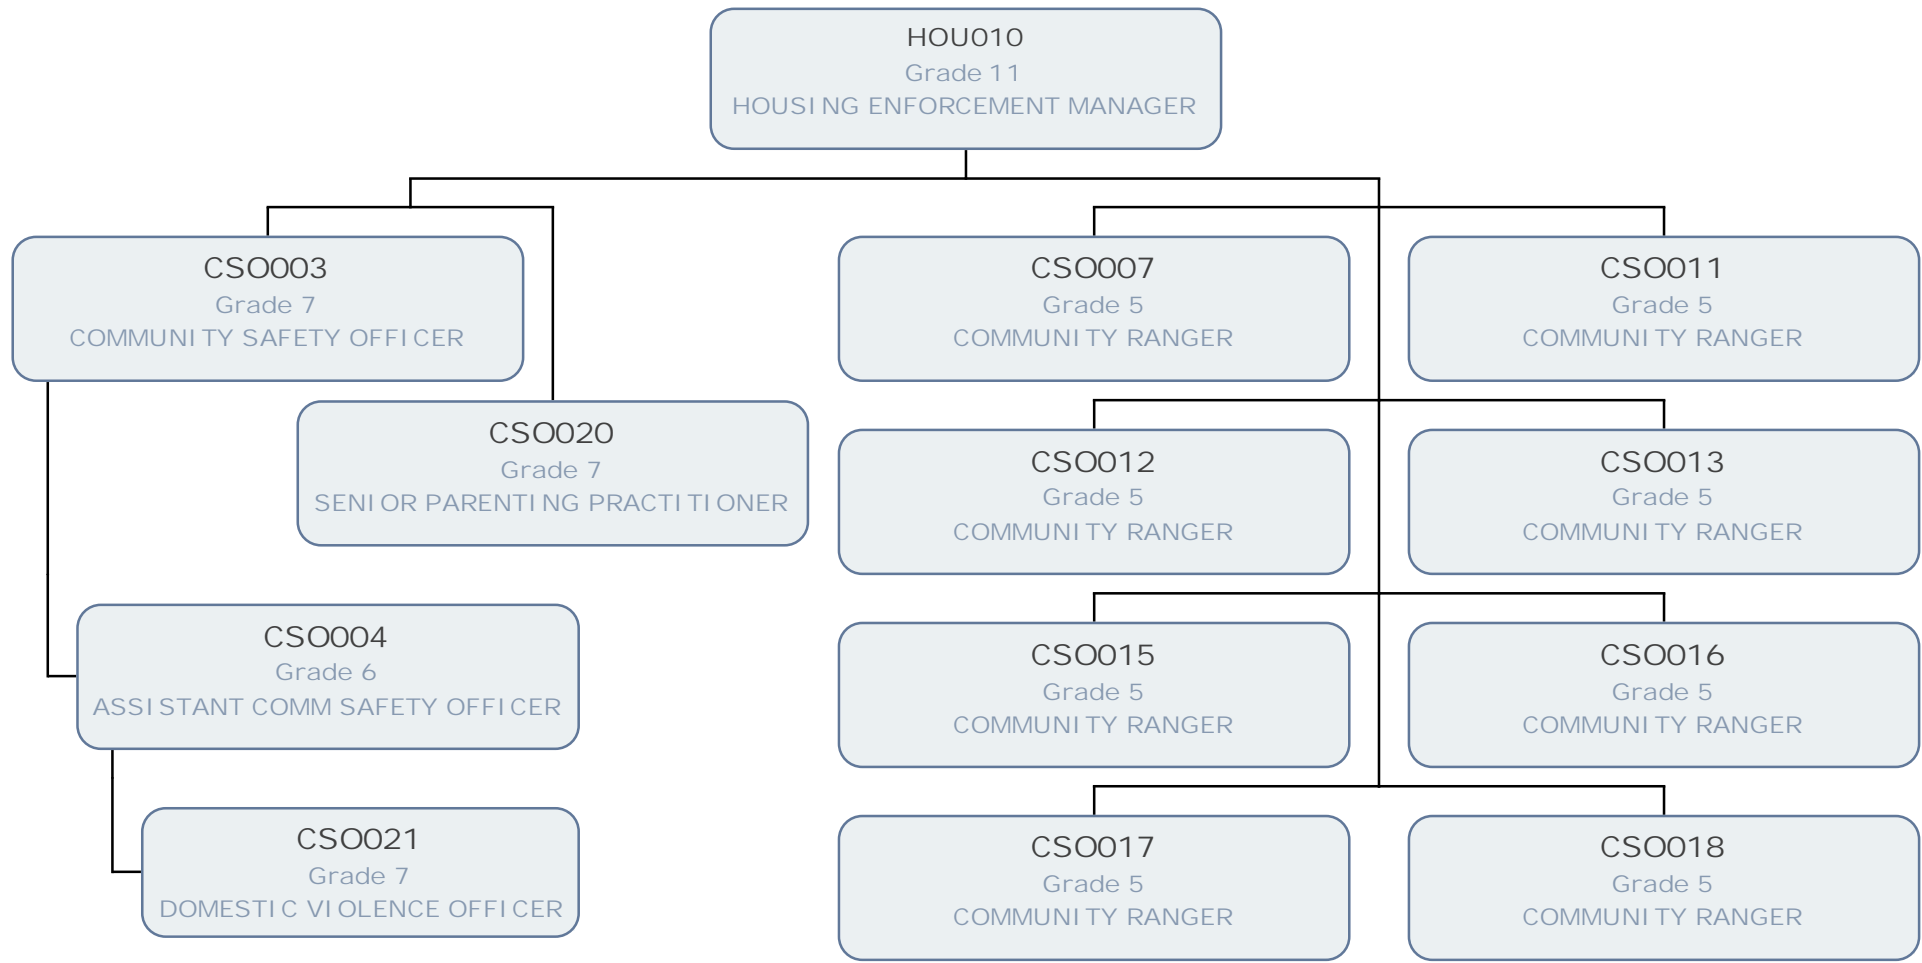 HOU010
Grade 11
HOUSING ENFORCEMENT MANAGER
CSO003
Grade 7
COMMUNITY SAFETY OFFICER
CSO020
Grade 7
SENIOR PARENTING PRACTITIONER
CSO004
Grade 6
ASSISTANT COMM SAFETY OFFICER
CSO021
Grade 7
DOMESTIC VIOLENCE OFFICER
CSO007
Grade 5
COMMUNITY RANGER
CSO011
Grade 5
COMMUNITY RANGER
CSO012
Grade 5
COMMUNITY RANGER
CSO013
Grade 5
COMMUNITY RANGER
CSO015
Grade 5
COMMUNITY RANGER
CSO016
Grade 5
COMMUNITY RANGER
CSO017
Grade 5
COMMUNITY RANGER
CSO018
Grade 5
COMMUNITY RANGER